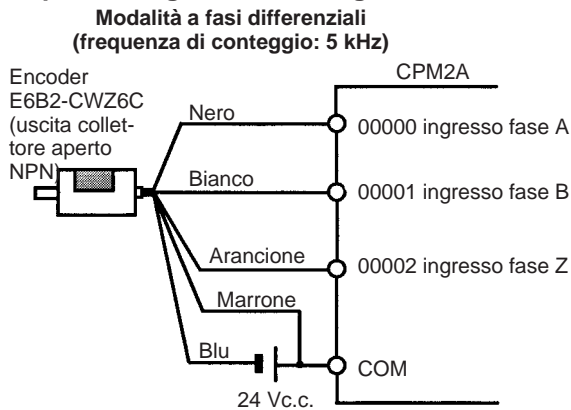 Modalità a fasi differenziali
(frequenza di conteggio: 5 kHz)
Encoder
E6B2-CWZ6C
(uscita collet-
tore aperto
NPN)
CPM2A
Nero
00000 ingresso fase A
Bianco
00001 ingresso fase B
Arancione
00002 ingresso fase Z
Marrone
Blu
COM
24 Vc.c.